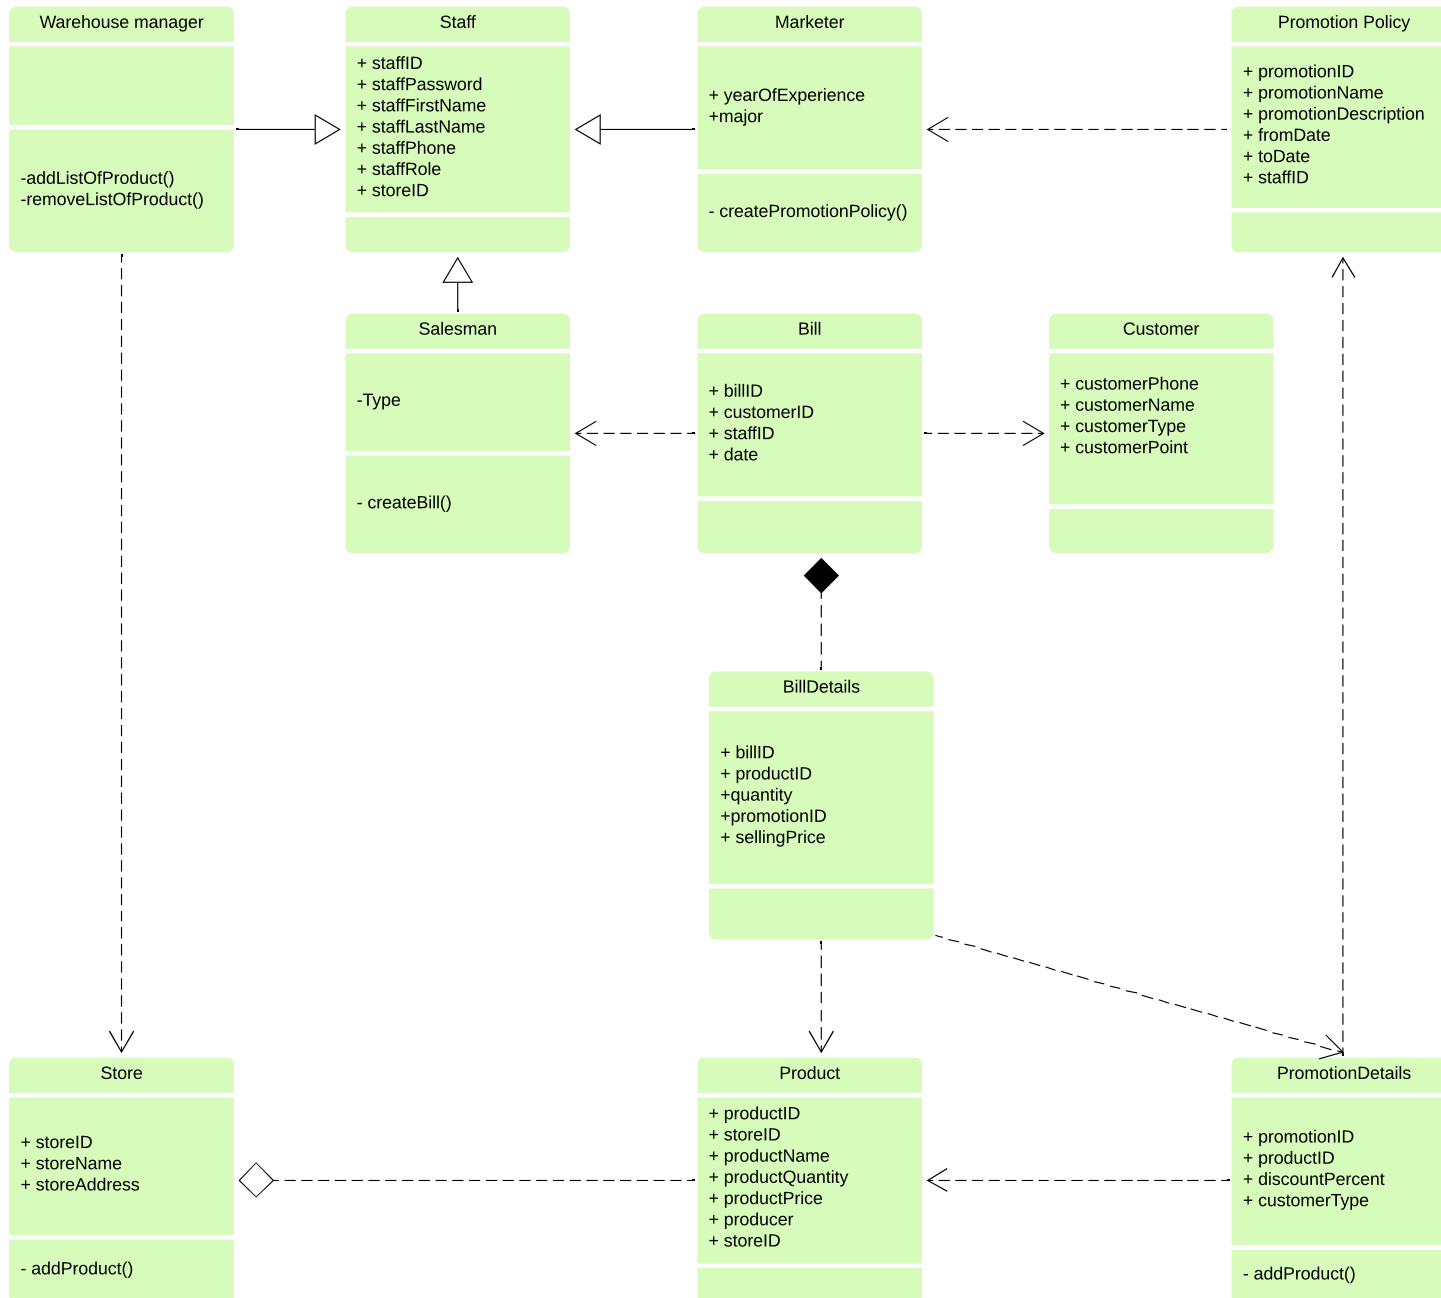 Warehouse manager
-addListOfProduct()
-removeListOfProduct()
Staff
+ staffID
+ staffPassword
+ staffFirstName
+ staffLastName
+ staffPhone
+ staffRole
+ storeID
Marketer
+ yearOfExperience
+major
- createPromotionPolicy()
Promotion Policy
+ promotionID
+ promotionName
+ promotionDescription
+ fromDate
+ toDate
+ staffID
Salesman
-Type
- createBill()
Bill
+ billID
+ customerID
+ staffID
+ date
Customer
+ customerPhone
+ customerName
+ customerType
+ customerPoint
BillDetails
+ billID
+ productID
+quantity
+promotionID
+ sellingPrice
Store
+ storeID
+ storeName
+ storeAddress
- addProduct()
Product
+ productID
+ storeID
+ productName
+ productQuantity
+ productPrice
+ producer
+ storeID
PromotionDetails
+ promotionID
+ productID
+ discountPercent
+ customerType
- addProduct()